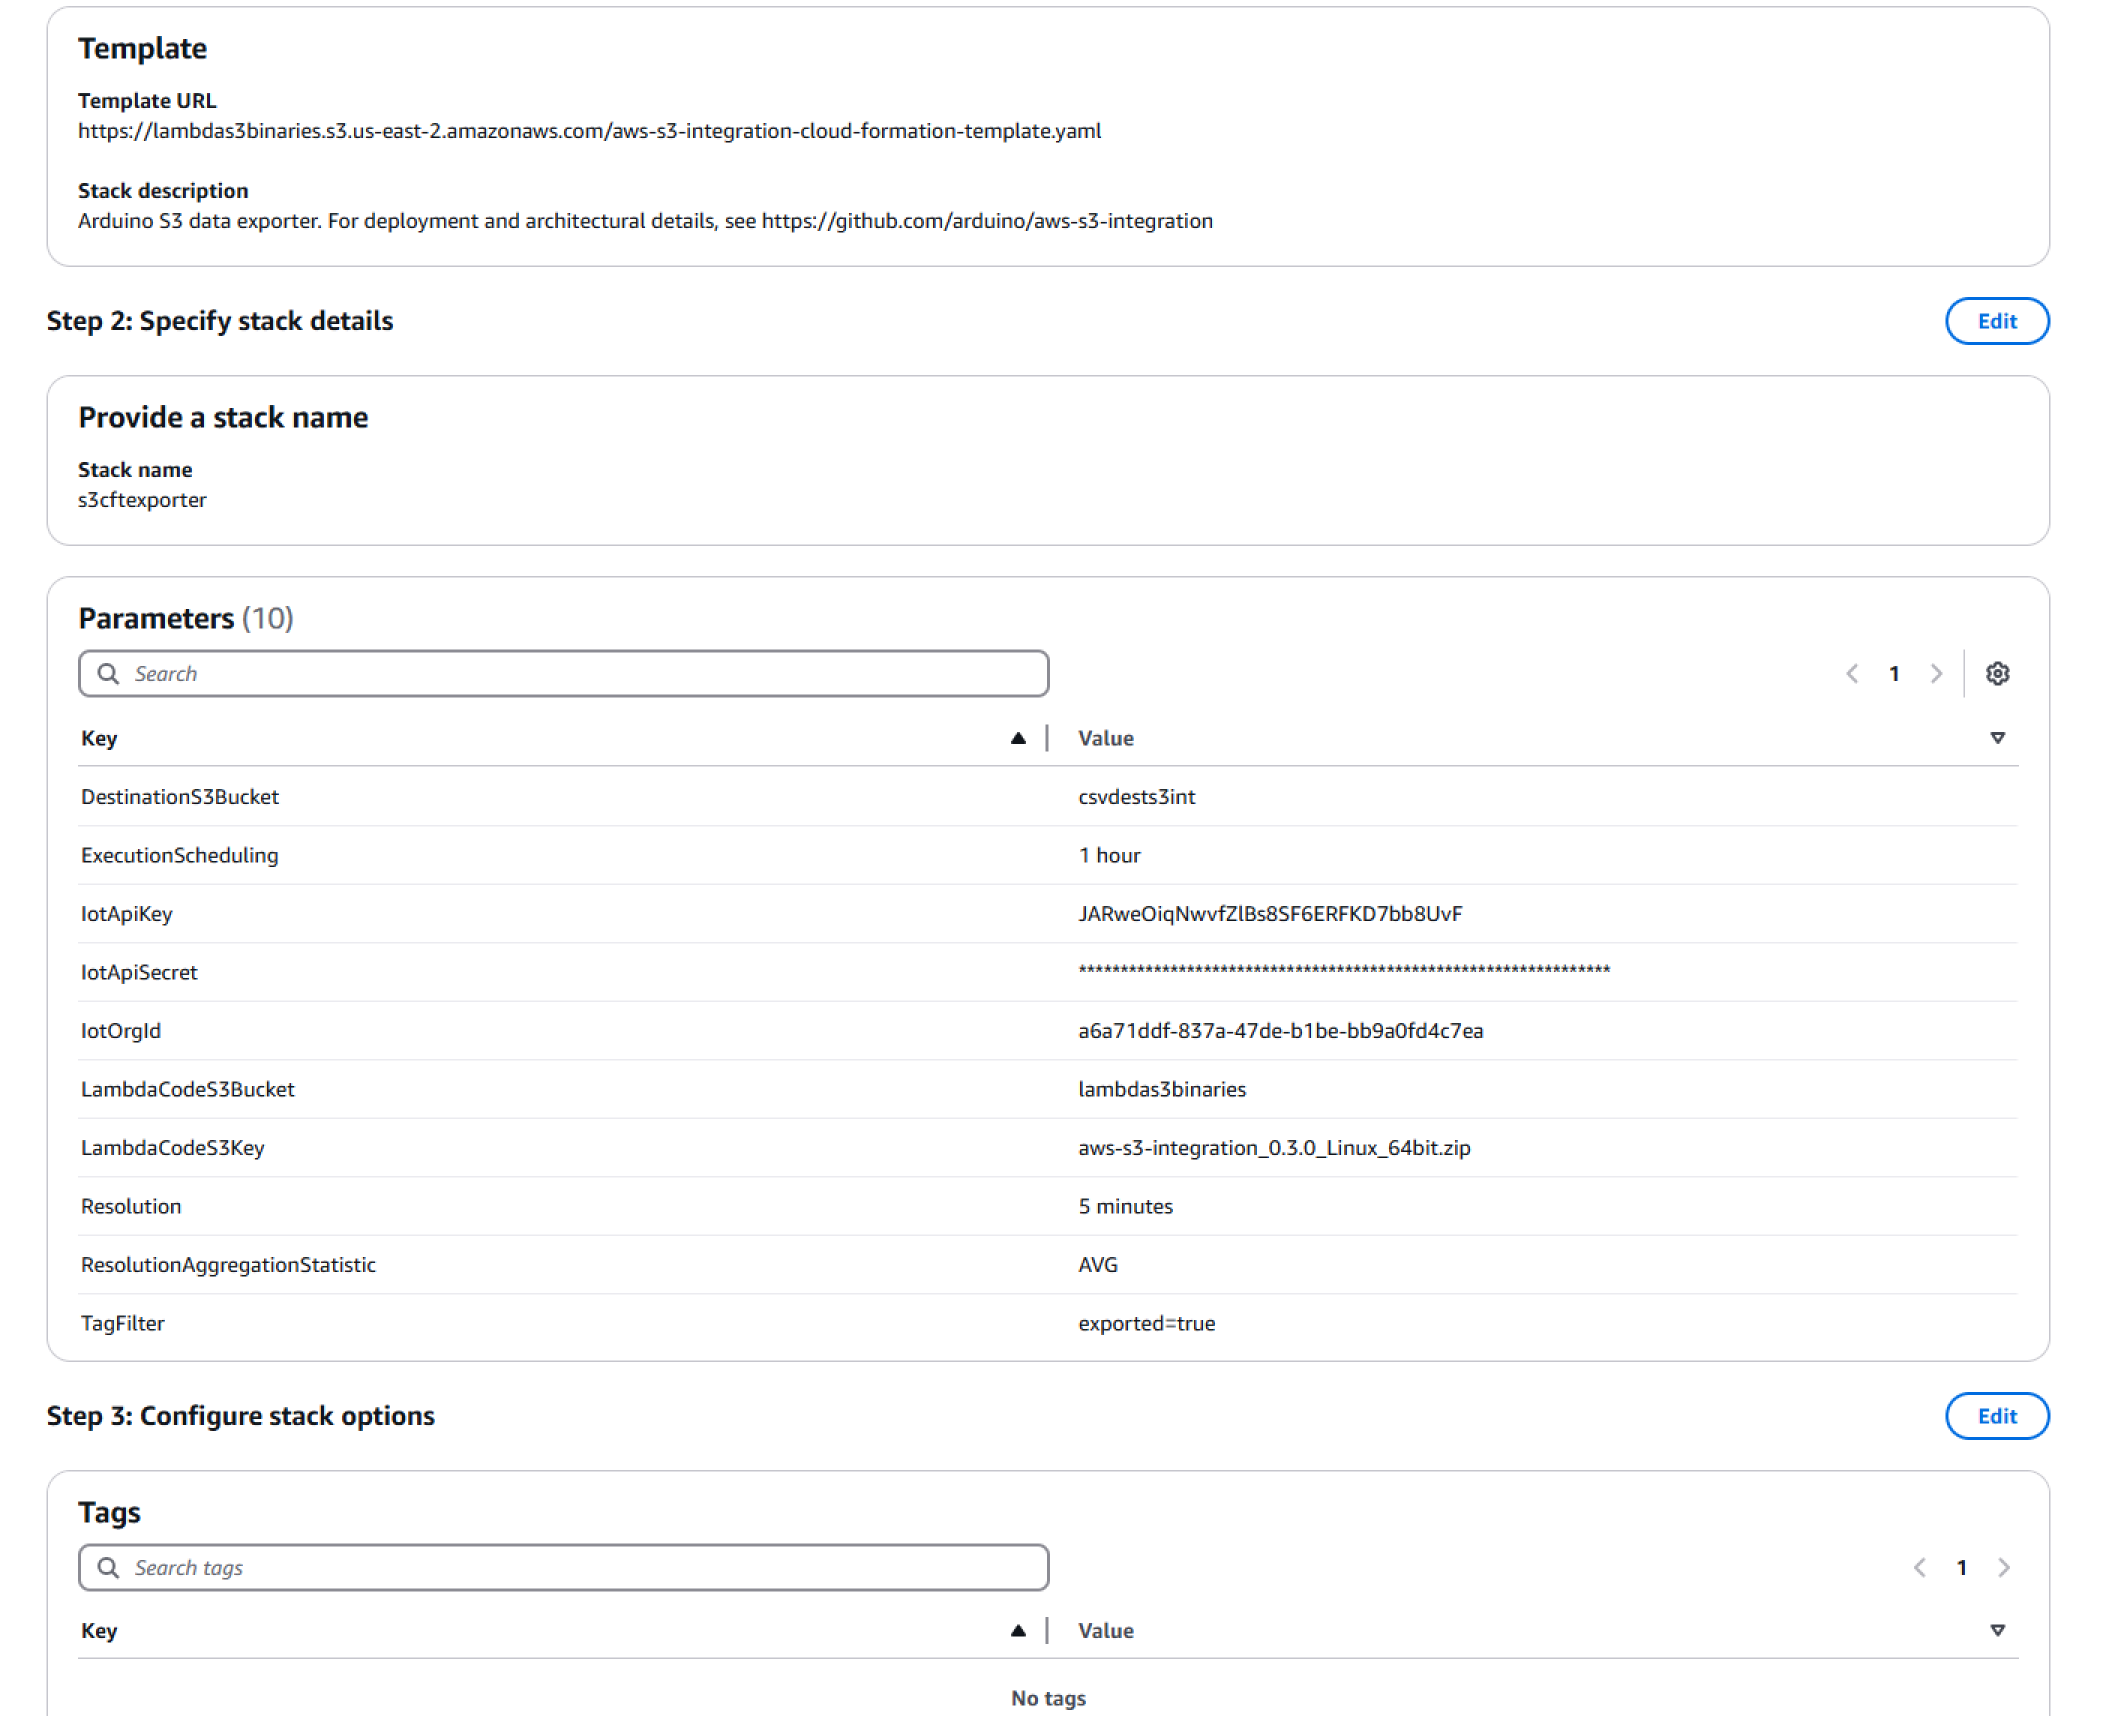 Template
Template URL
https://lambdas3binaries.s3.us-east-2.amazonaws.com/aws-s3-integration-cloud-formation-template.yaml
Stack description
Arduino S3 data exporter. For deployment and architectural details, see https://github.com/arduino/aws-s3-integration
Step 2: Specify stack details
Edit
Provide a stack name
Stack name
s3cftexporter
Parameters (10)
Search
1
Key Value
DestinationS3Bucket csvdests3int
ExecutionScheduling 1 hour
IotApiKey JARweOiqNwvfZlBs8SF6ERFKD7bb8UvF
IotApiSecret ****************************************************************
IotOrgId a6a71ddf-837a-47de-b1be-bb9a0fd4c7ea
LambdaCodeS3Bucket lambdas3binaries
LambdaCodeS3Key aws-s3-integration_0.3.0_Linux_64bit.zip
Resolution 5 minutes
ResolutionAggregationStatistic AVG
TagFilter exported=true
Step 3: Configure stack options
Edit
Tags
Search tags
1
Key Value
No tags